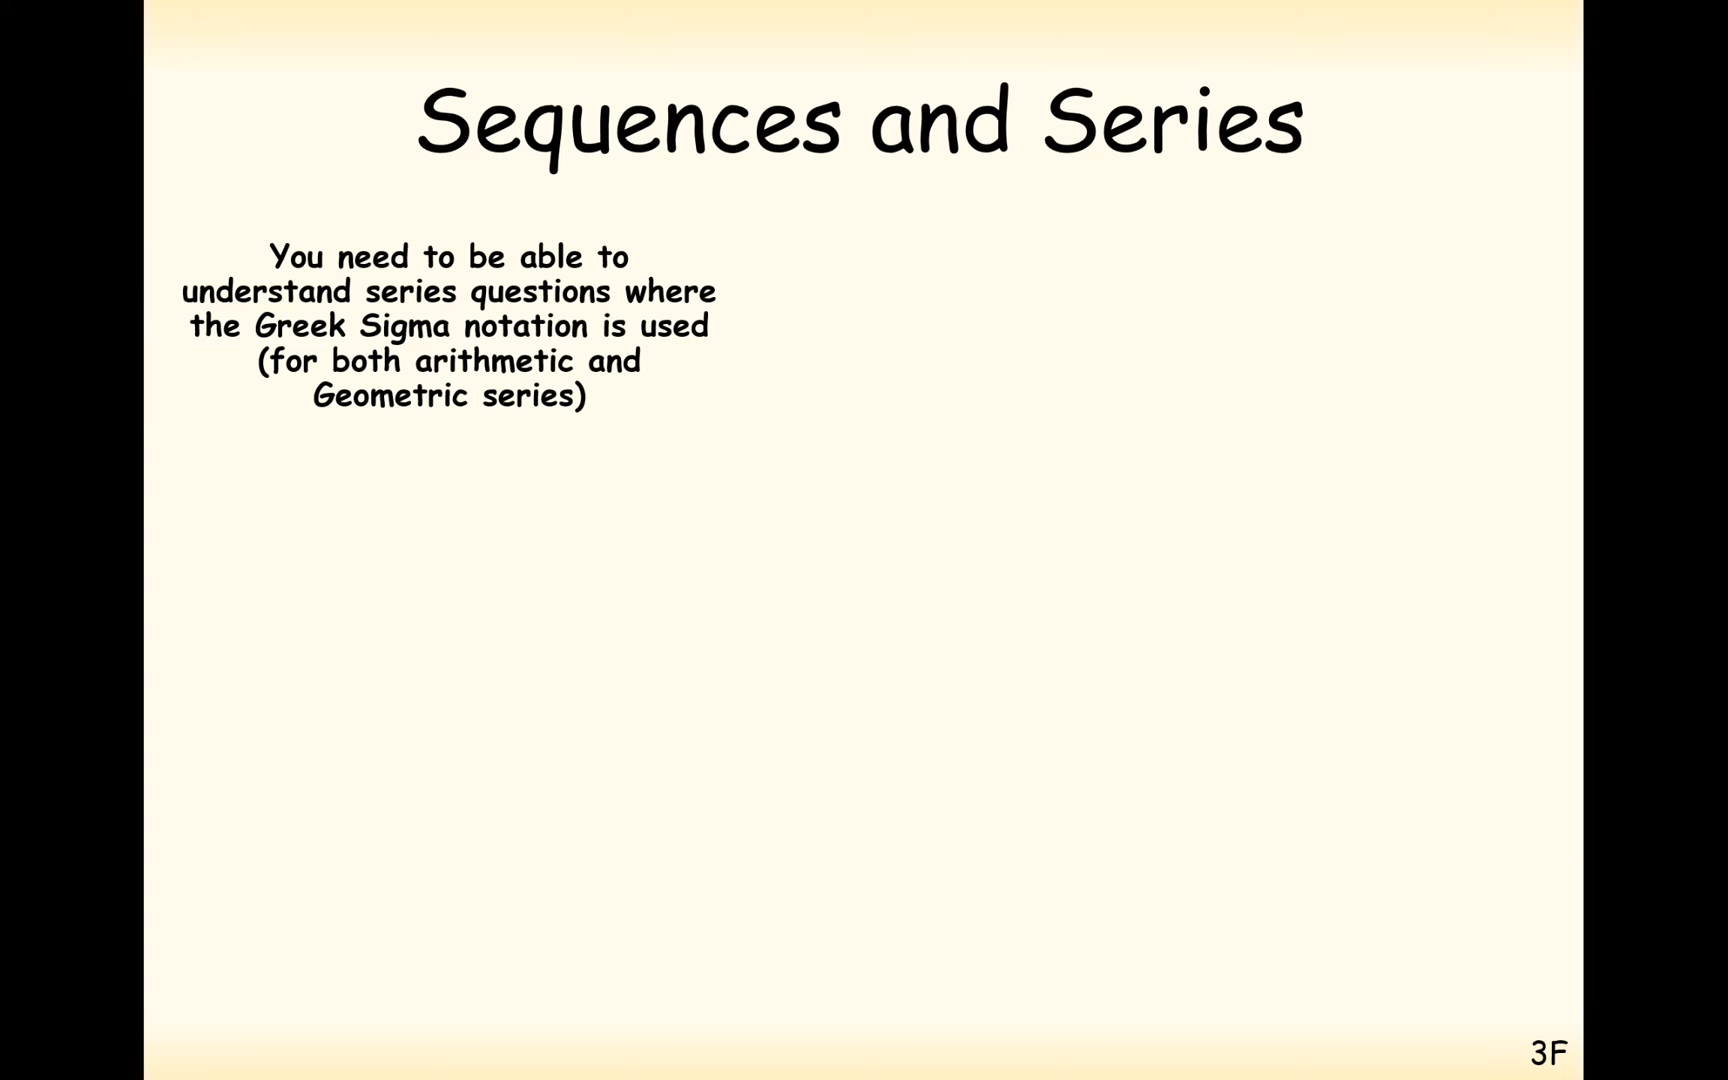 Sequences and Series
You need to be able to
understand series questions where
the Greek Sigma notation is used
(for both arithmetic and
Geometric series)
3F